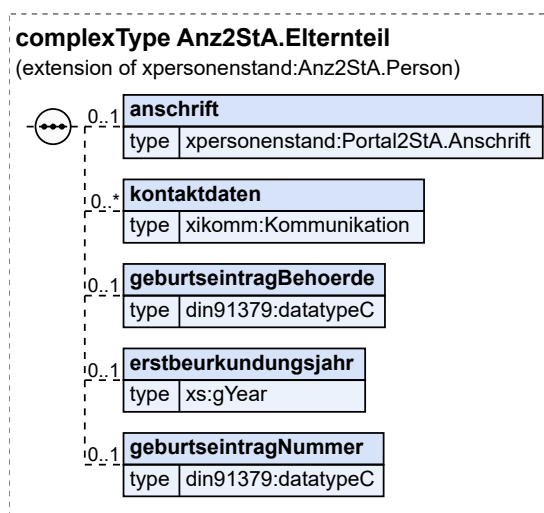 complexType Anz2StA.Elternteil
(extension of xpersonenstand:Anz2StA.Person)
0..1 anschrift
type xpersonenstand:Portal2StA.Anschrift
0..* kontaktdaten
type xikomm:Kommunikation
0..1 geburtseintragBehoerde
type din91379:datatypeC
0..1 erstbeurkundungsjahr
type xs:gYear
0..1 geburtseintragNummer
type din91379:datatypeC